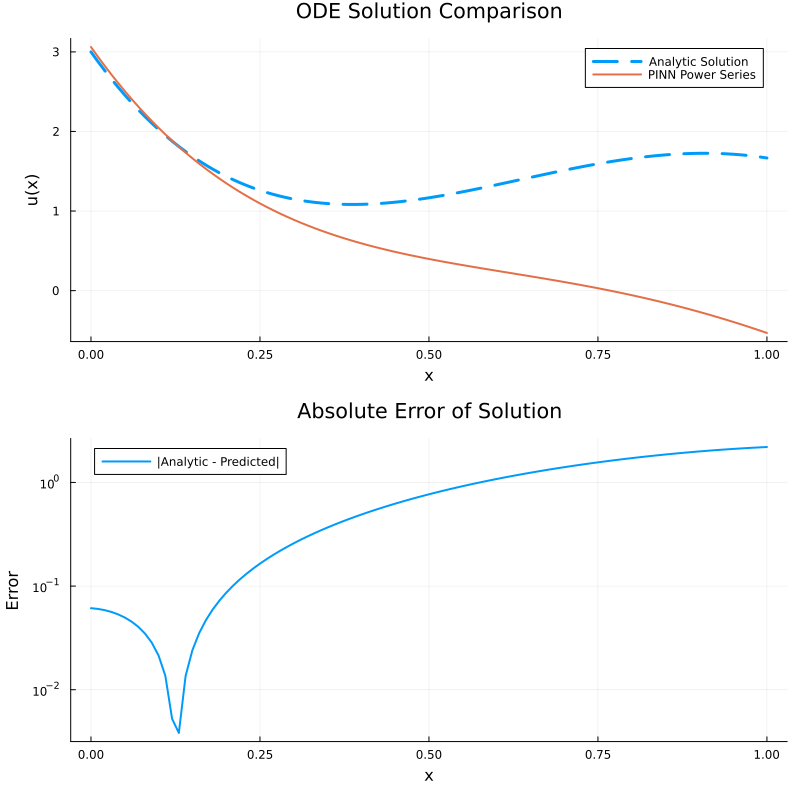 ODE Solution Comparison
3
2
1
0
u(x)
Analytic Solution
PINN Power Series
0.00 0.25 0.50 0.75 1.00
x
Absolute Error of Solution
|Analytic - Predicted|
10⁰
10⁻¹
10⁻²
Error
0.00 0.25 0.50 0.75 1.00
x